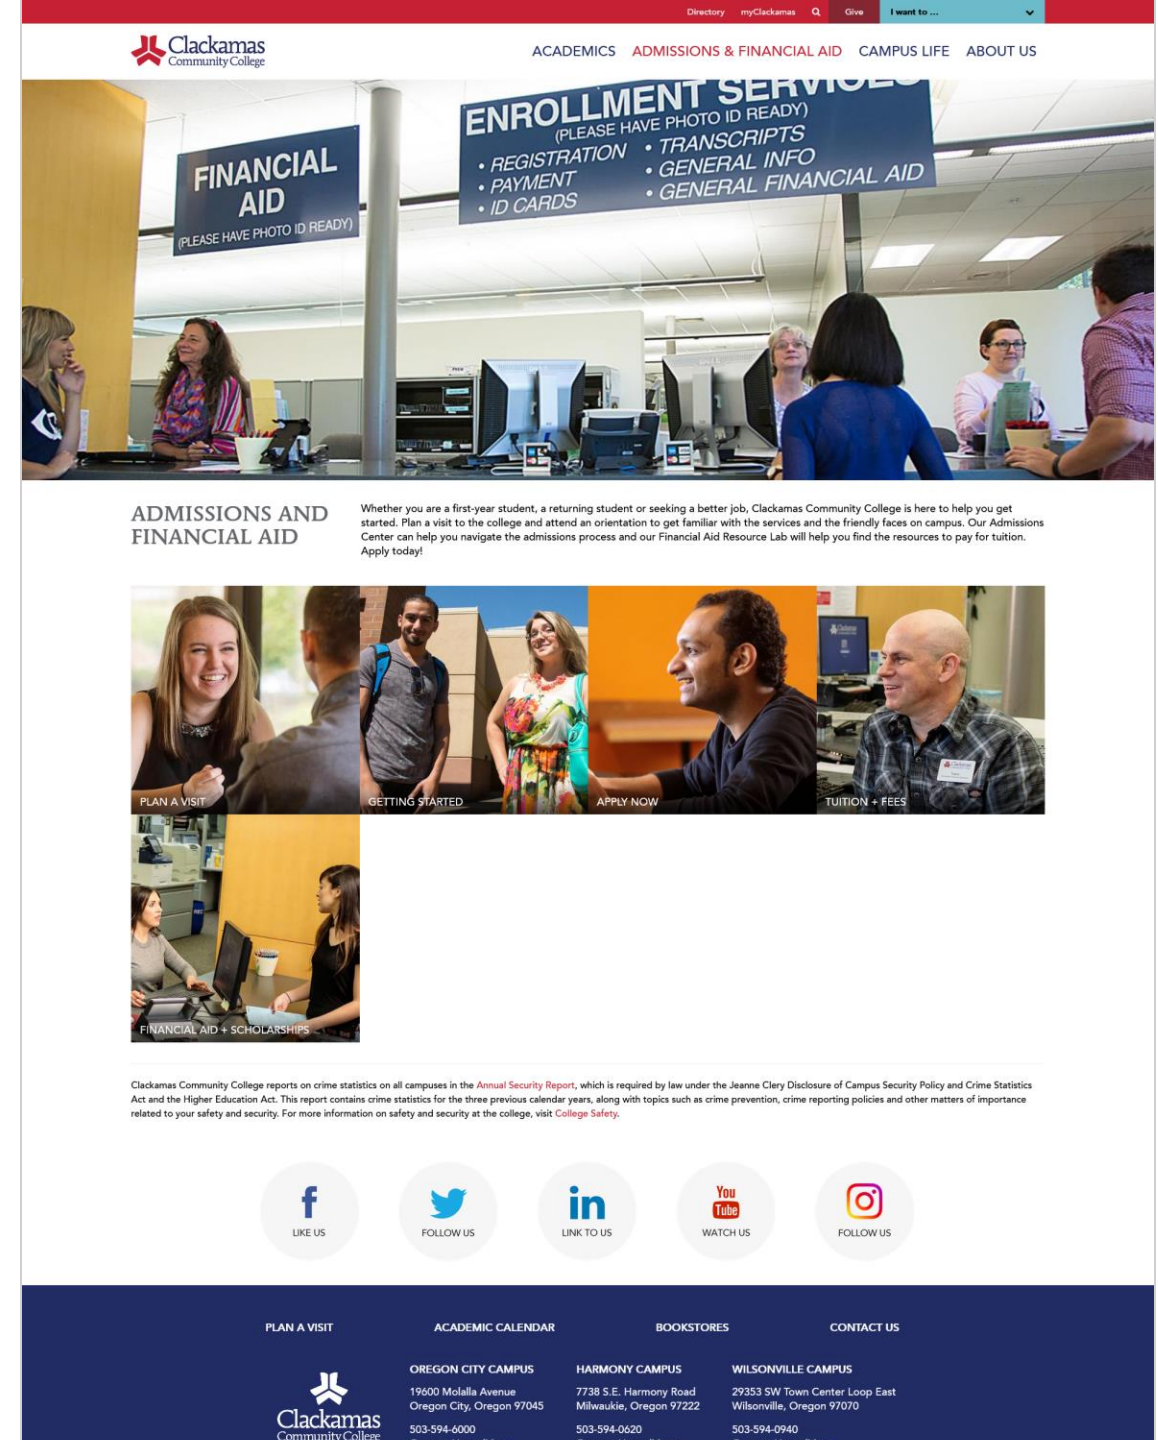 Directory myClackamas Give I want to ...
Clackamas
Community College
ACADEMICS ADMISSIONS & FINANCIAL AID CAMPUS LIFE ABOUT US
ENROLLMENT SERVICES
(PLEASE HAVE PHOTO ID READY)
• REGISTRATION • TRANSCRIPTS
• PAYMENT • GENERAL INFO
• ID CARDS • GENERAL FINANCIAL AID
FINANCIAL
AID
(PLEASE HAVE PHOTO ID READY)
ADMISSIONS AND
FINANCIAL AID
Whether you are a first-year student, a returning student or seeking a better job, Clackamas Community College is here to help you get
started. Plan a visit to the college and attend an orientation to get familiar with the services and the friendly faces on campus. Our Admissions
Center can help you navigate the admissions process and our Financial Aid Resource Lab will help you find the resources to pay for tuition.
Apply today!
PLAN A VISIT
GETTING STARTED
APPLY NOW
TUITION + FEES
FINANCIAL AID + SCHOLARSHIPS
Clackamas Community College reports on crime statistics on all campuses in the Annual Security Report, which is required by law under the Jeanne Clery Disclosure of Campus Security Policy and Crime Statistics
Act and the Higher Education Act. This report contains crime statistics for the three previous calendar years, along with topics such as crime prevention, crime reporting policies and other matters of importance
related to your safety and security. For more information on safety and security at the college, visit College Safety.
LIKE US
FOLLOW US
in
LINK TO US
You
Tube
WATCH US
FOLLOW US
PLAN A VISIT ACADEMIC CALENDAR BOOKSTORES CONTACT US
Clackamas
Community College
OREGON CITY CAMPUS
19600 Molalla Avenue
Oregon City, Oregon 97045
503-594-6000
HARMONY CAMPUS
7738 S.E. Harmony Road
Milwaukie, Oregon 97222
503-594-0620
WILSONVILLE CAMPUS
29353 SW Town Center Loop East
Wilsonville, Oregon 97070
503-594-0940